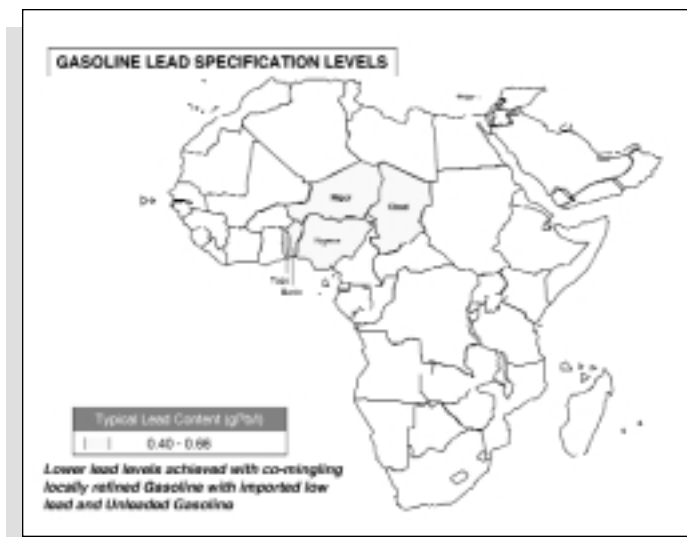 GASOLINE LEAD SPECIFICATION LEVELS
Niger
Chad
Nigeria
Togo
Benin
Typical Lead Content (gPb/l)
0.40 - 0.66
Lower lead levels achieved with co-mingling
locally refined Gasoline with imported low
lead and Unleaded Gasoline